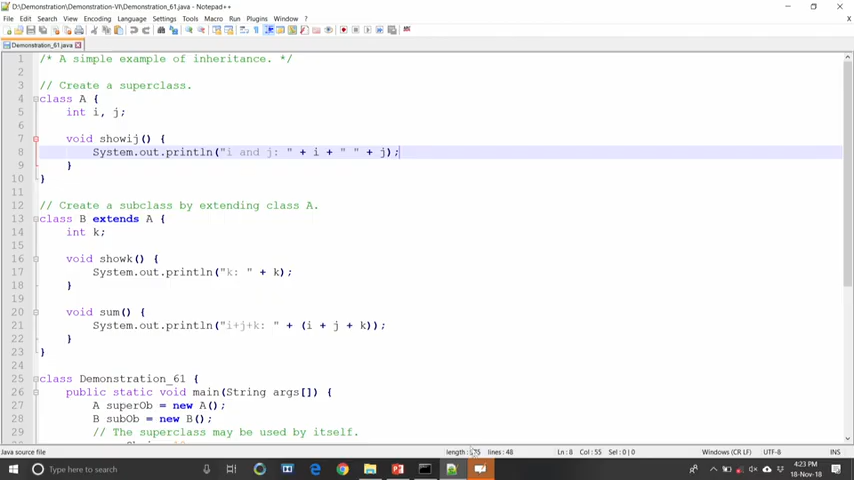 D:\Demonstration\Demonstration-VI\Demonstration_61.java - Notepad++
File Edit Search View Encoding Language Settings Tools Macro Run Plugins Window ?
Demonstration_61.java
1 /* A simple example of inheritance. */
2
3 // Create a superclass.
4 class A {
5 int i, j;
6
7 void showij() {
8 System.out.println("i and j: " + i + " " + j);
9 }
10 }
11
12 // Create a subclass by extending class A.
13 class B extends A {
14 int k;
15
16 void showk() {
17 System.out.println("k: " + k);
18 }
19
20 void sum() {
21 System.out.println("i+j+k: " + (i + j + k));
22 }
23 }
24
25 class Demonstration_61 {
26 public static void main(String args[]) {
27 A superOb = new A();
28 B subOb = new B();
29 // The superclass may be used by itself.
Java source file length : lines : 48 Ln : 8 Col : 55 Sel : 0 | 0 Windows (CR LF) UTF-8 INS
Type here to search
4:23 PM
18-Nov-18